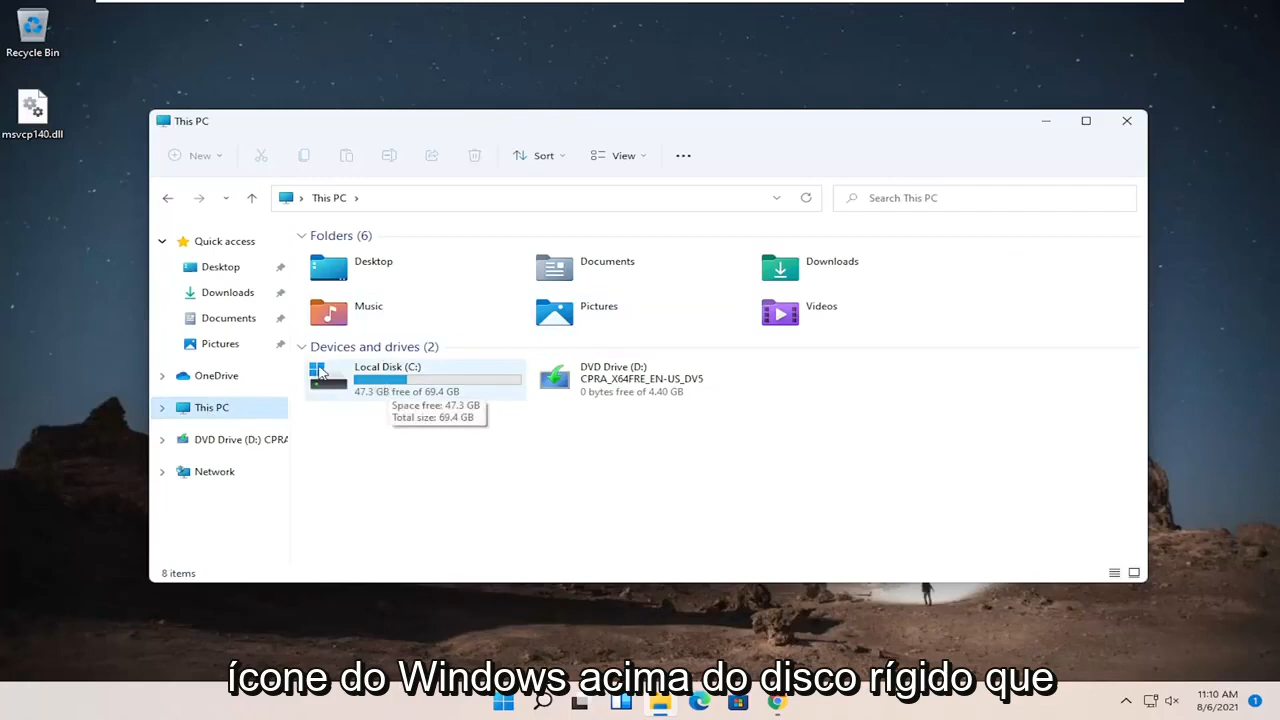 Recycle Bin
msvcp140.dll
This PC
New
Sort
View
This PC
Search This PC
Quick access
Desktop
Downloads
Documents
Pictures
OneDrive
This PC
DVD Drive (D:) CPRA
Network
Folders (6)
Desktop
Documents
Downloads
Music
Pictures
Videos
Devices and drives (2)
Local Disk (C:)
47.3 GB free of 69.4 GB
Space free: 47.3 GB
Total size: 69.4 GB
DVD Drive (D:)
CPRA_X64FRE_EN-US_DV5
0 bytes free of 4.40 GB
8 items
ícone do Windows acima do disco rígido que
11:10 AM
8/6/2021
1